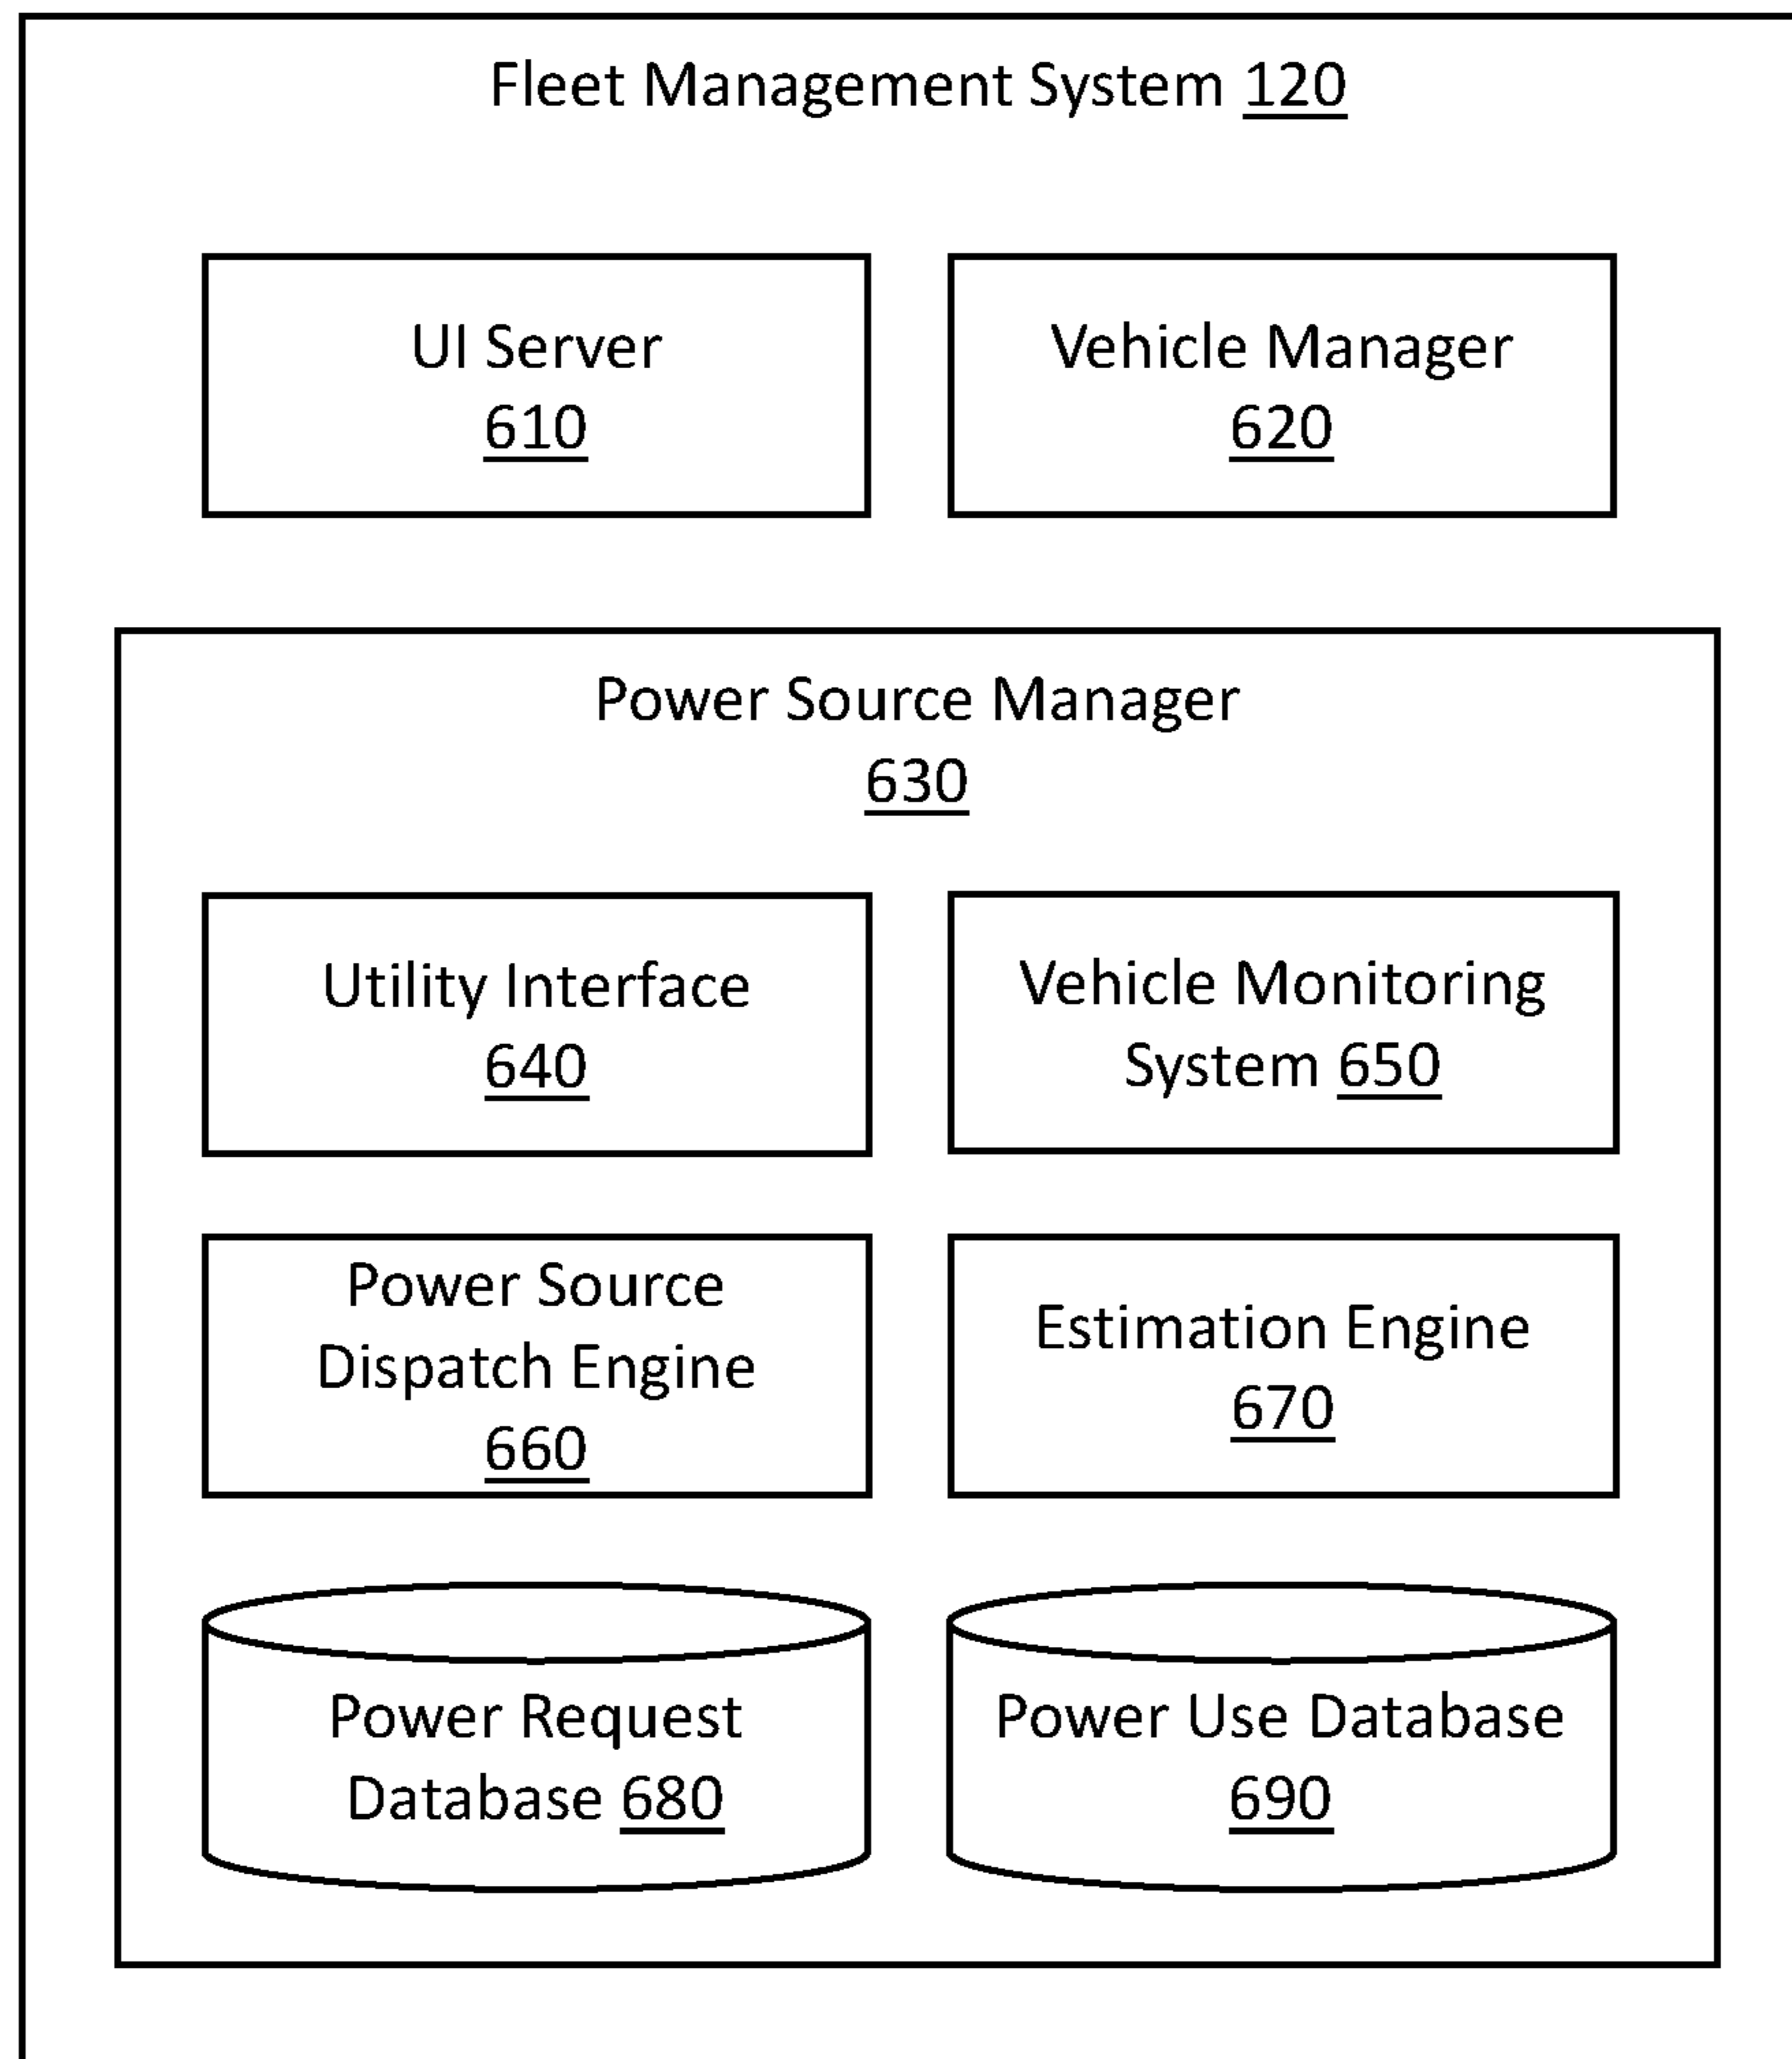 Fleet Management System 120
UI Server
610
Vehicle Manager
620
Power Source Manager
630
Utility Interface
640
Vehicle Monitoring
System 650
Power Source
Dispatch Engine
660
Estimation Engine
670
Power Request
Database 680
Power Use Database
690